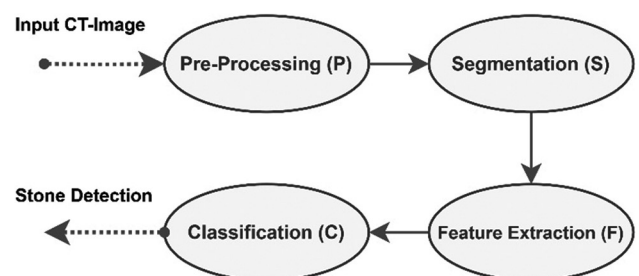 Input CT-Image
Pre-Processing (P)
Segmentation (S)
Feature Extraction (F)
Classification (C)
Stone Detection